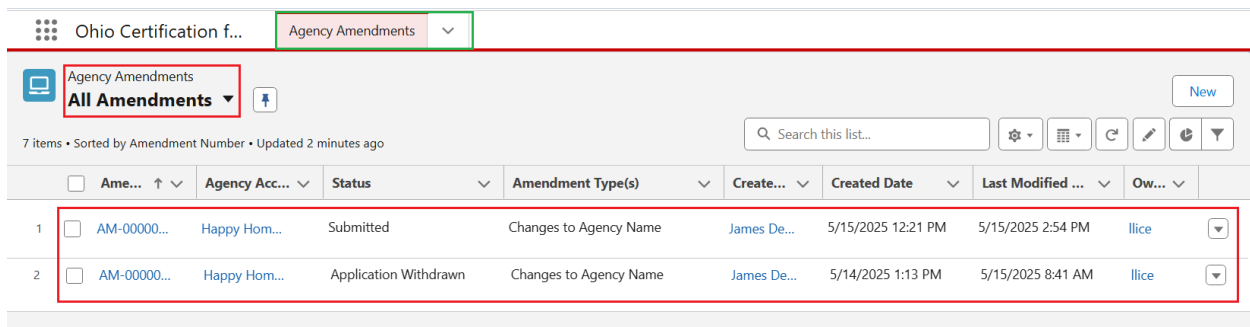 Ohio Certification f... Agency Amendments
Agency Amendments
All Amendments
New
7 items • Sorted by Amendment Number • Updated 2 minutes ago Search this list...
Ame... Agency Acc... Status Amendment Type(s) Create... Created Date Last Modified ... Ow...
1 AM-00000... Happy Hom... Submitted Changes to Agency Name James De... 5/15/2025 12:21 PM 5/15/2025 2:54 PM llice
2 AM-00000... Happy Hom... Application Withdrawn Changes to Agency Name James De... 5/14/2025 1:13 PM 5/15/2025 8:41 AM llice